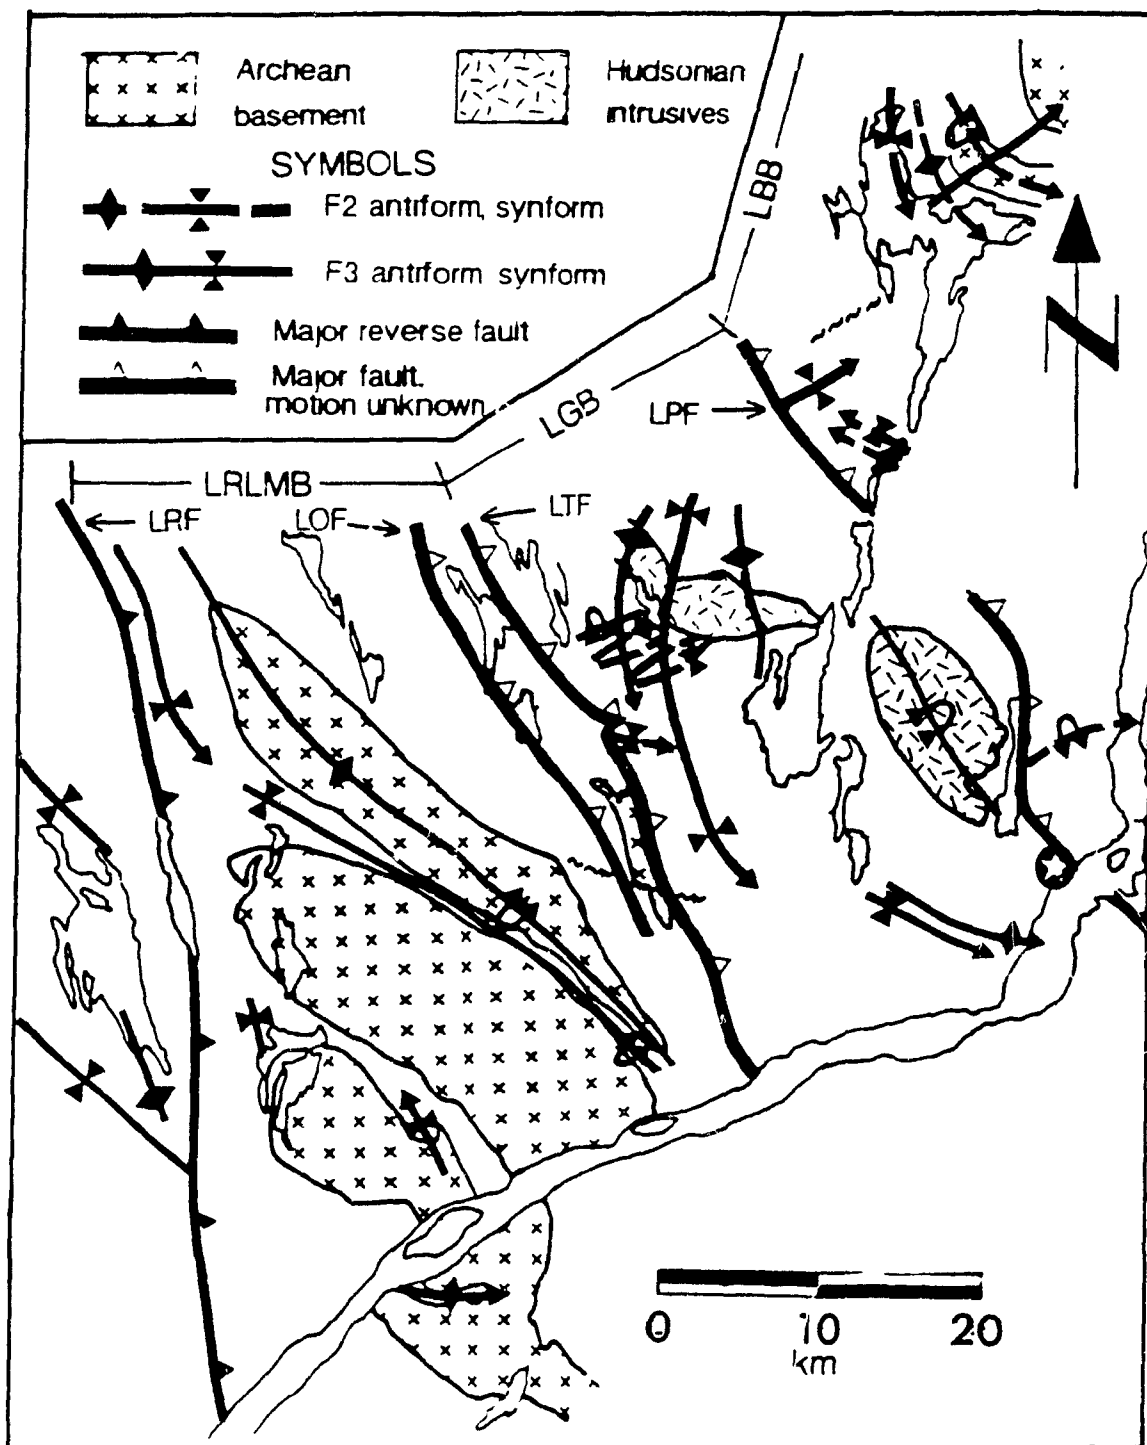 Archean
basement
Hudsonian
intrusives
SYMBOLS
F2 antiform, synform
F3 antiform synform
Major reverse fault
Major fault.
motion unknown
LBB
LGB
LPF
LRLMB
LRF
LOF
LTF
N
0 10 20
km